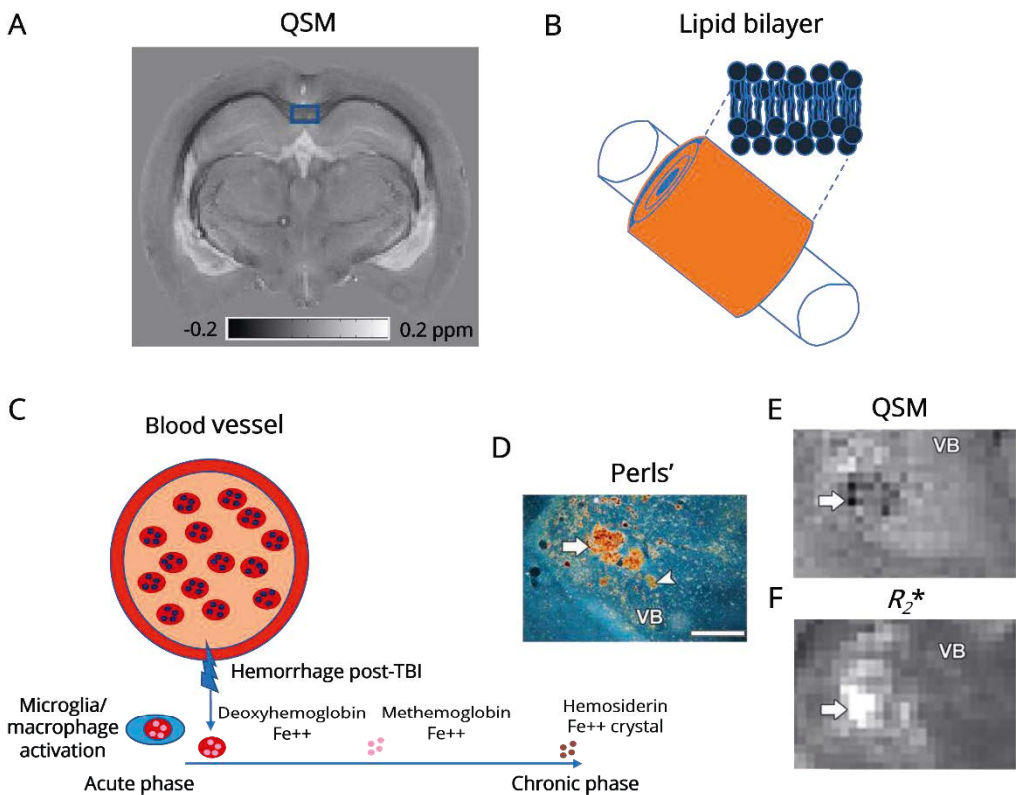 A
QSM
-0.2
0.2 ppm
B
Lipid bilayer
C
Blood vessel
Hemorrhage post-TBI
Microglia/
macrophage
activation
Deoxyhemoglobin
Fe++
Methemoglobin
Fe++
Hemosiderin
Fe++ crystal
Acute phase
Chronic phase
D
Perls'
VB
E
QSM
VB
F
R2*
VB